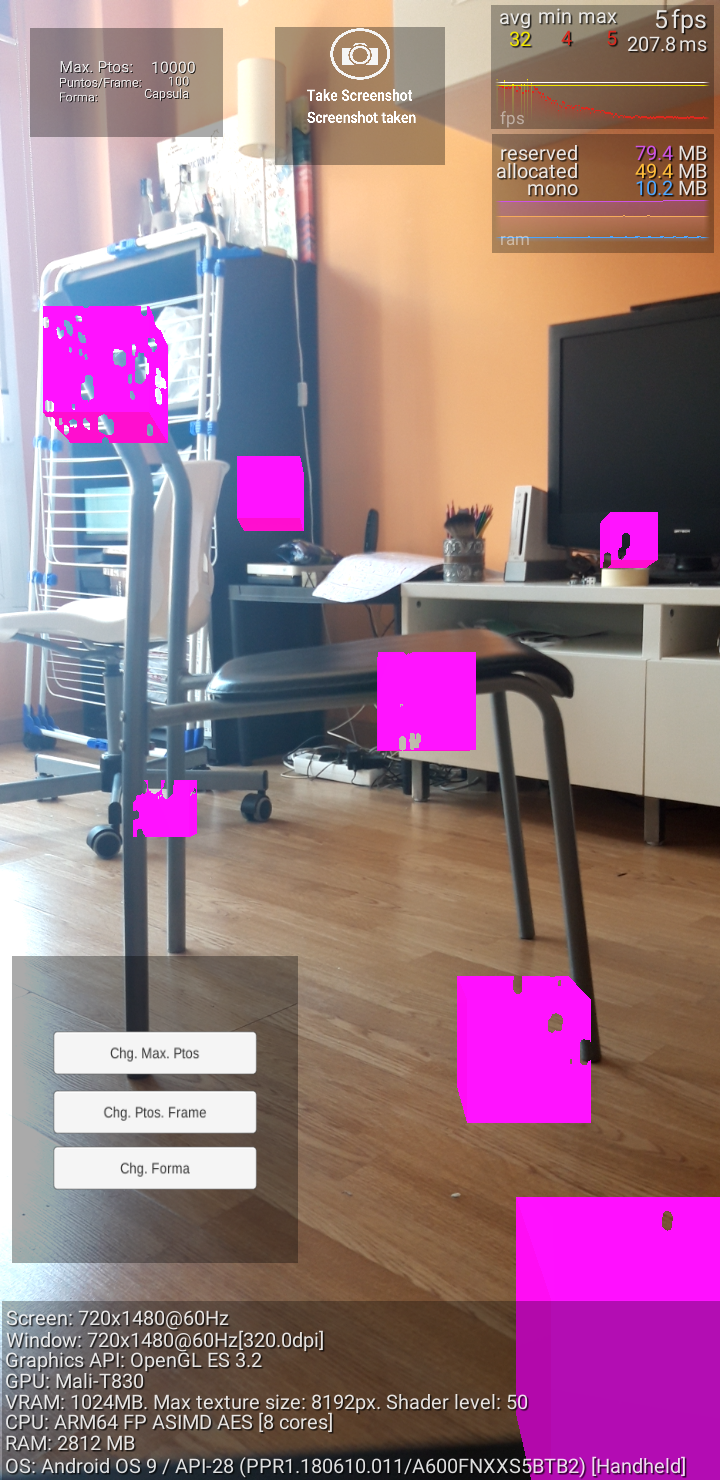 Max. Ptos: 10000
Puntos/Frame: 100
Forma: Capsula
Take Screenshot
Screenshot taken
avg min max 5fps
32 4 5 207.8ms
fps
reserved 79.4 MB
allocated 49.4 MB
mono 10.2 MB
ram
Chg. Max. Ptos
Chg. Ptos. Frame
Chg. Forma
Screen: 720x1480@60Hz
Window: 720x1480@60Hz[320.0dpi]
Graphics API: OpenGL ES 3.2
GPU: Mali-T830
VRAM: 1024MB. Max texture size: 8192px. Shader level: 50
CPU: ARM64 FP ASIMD AES [8 cores]
RAM: 2812 MB
OS: Android OS 9 / API-28 (PPR1.180610.011/A600FNXXS5BTB2) [Handheld]